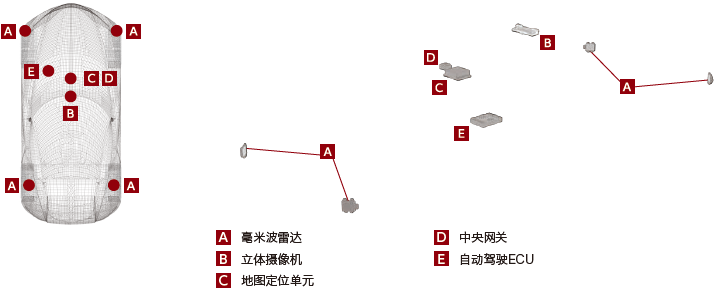 A A
B
D
E C D
C
A
B
E
A
A A
A 毫米波雷达
D 中央网关
B 立体摄像机
E 自动驾驶ECU
C 地图定位单元